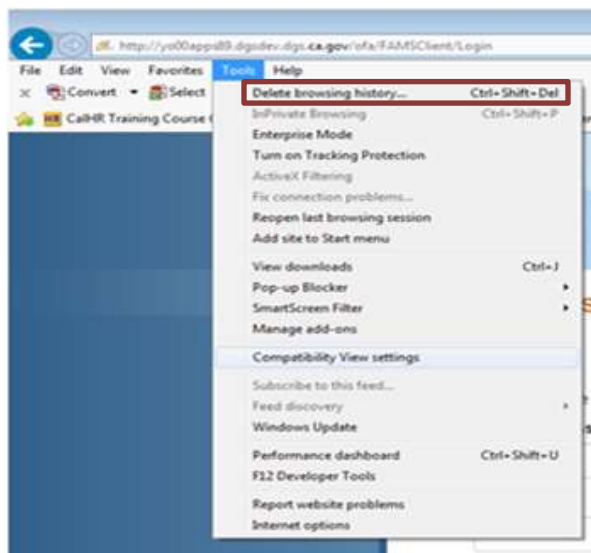 http://yo00apps89.dgsdev.dgs.ca.gov/ofa/FAMSClient/Login
File Edit View Favorites Tools Help
Convert Select
CalHR Training Course
Delete browsing history... Ctrl+Shift+Del
InPrivate Browsing Ctrl+Shift+P
Enterprise Mode
Turn on Tracking Protection
ActiveX Filtering
Fix connection problems...
Reopen last browsing session
Add site to Start menu
View downloads Ctrl+J
Pop-up Blocker
SmartScreen Filter
Manage add-ons
Compatibility View settings
Subscribe to this feed...
Feed discovery
Windows Update
Performance dashboard Ctrl+Shift+U
F12 Developer Tools
Report website problems
Internet options